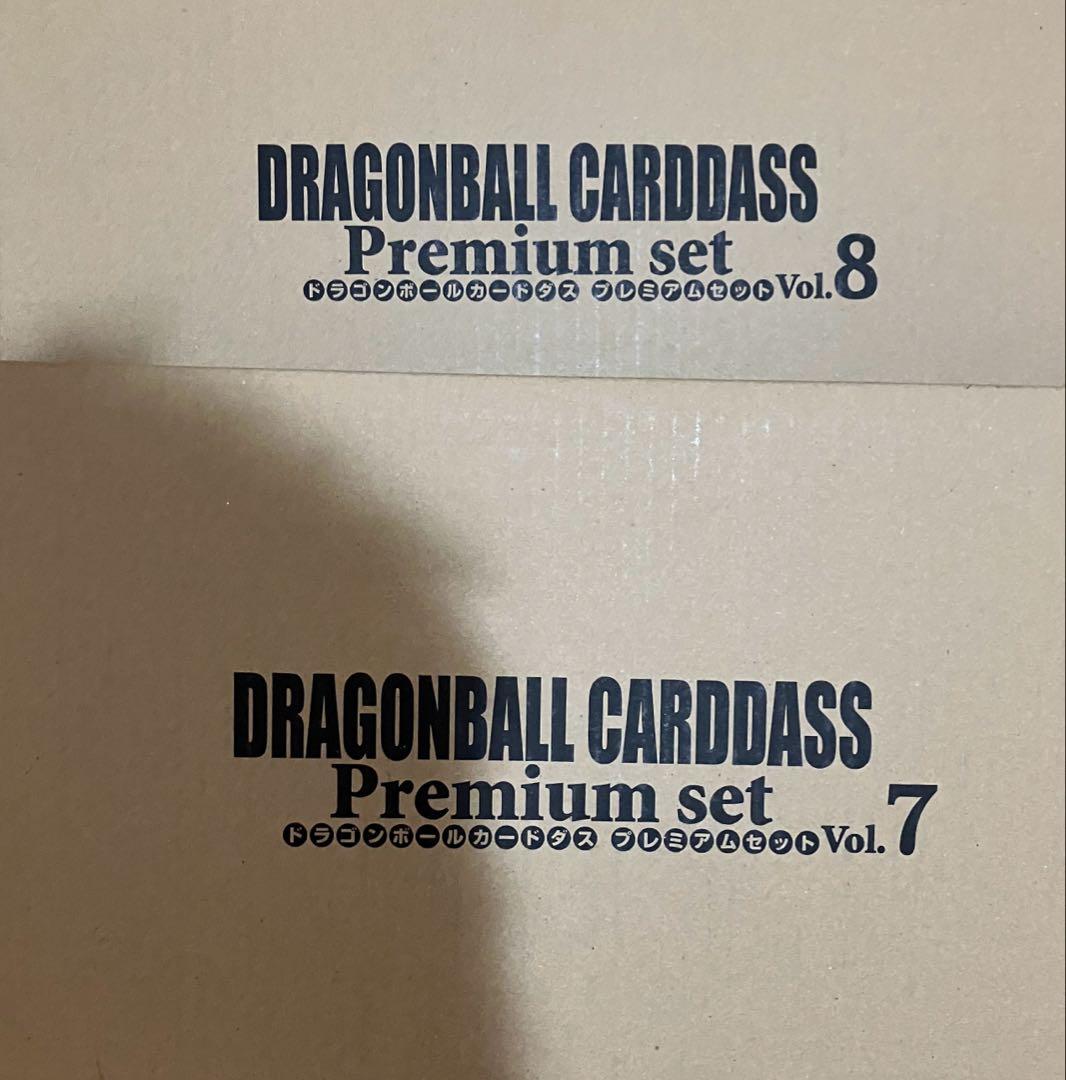 DRAGONBALL CARDDASS
Premium set
ドラゴンボールカードダス プレミアムセット Vol.8
DRAGONBALL CARDDASS
Premium set
ドラゴンボールカードダス プレミアムセット Vol.7